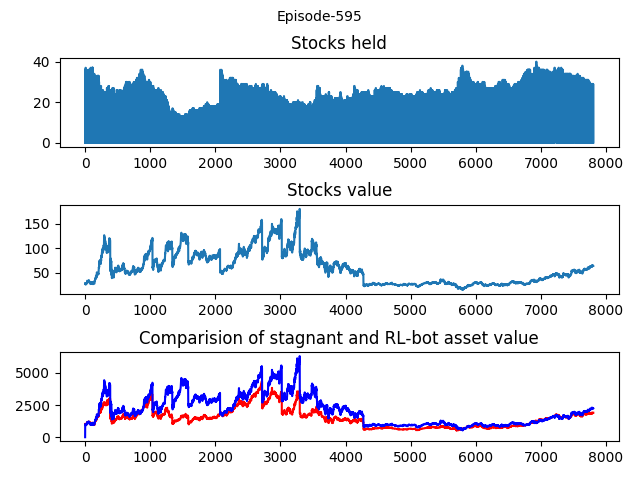 Episode-595
Stocks held
40
20
0
0 1000 2000 3000 4000 5000 6000 7000 8000
Stocks value
150
100
50
0 1000 2000 3000 4000 5000 6000 7000 8000
Comparision of stagnant and RL-bot asset value
5000
2500
0
0 1000 2000 3000 4000 5000 6000 7000 8000